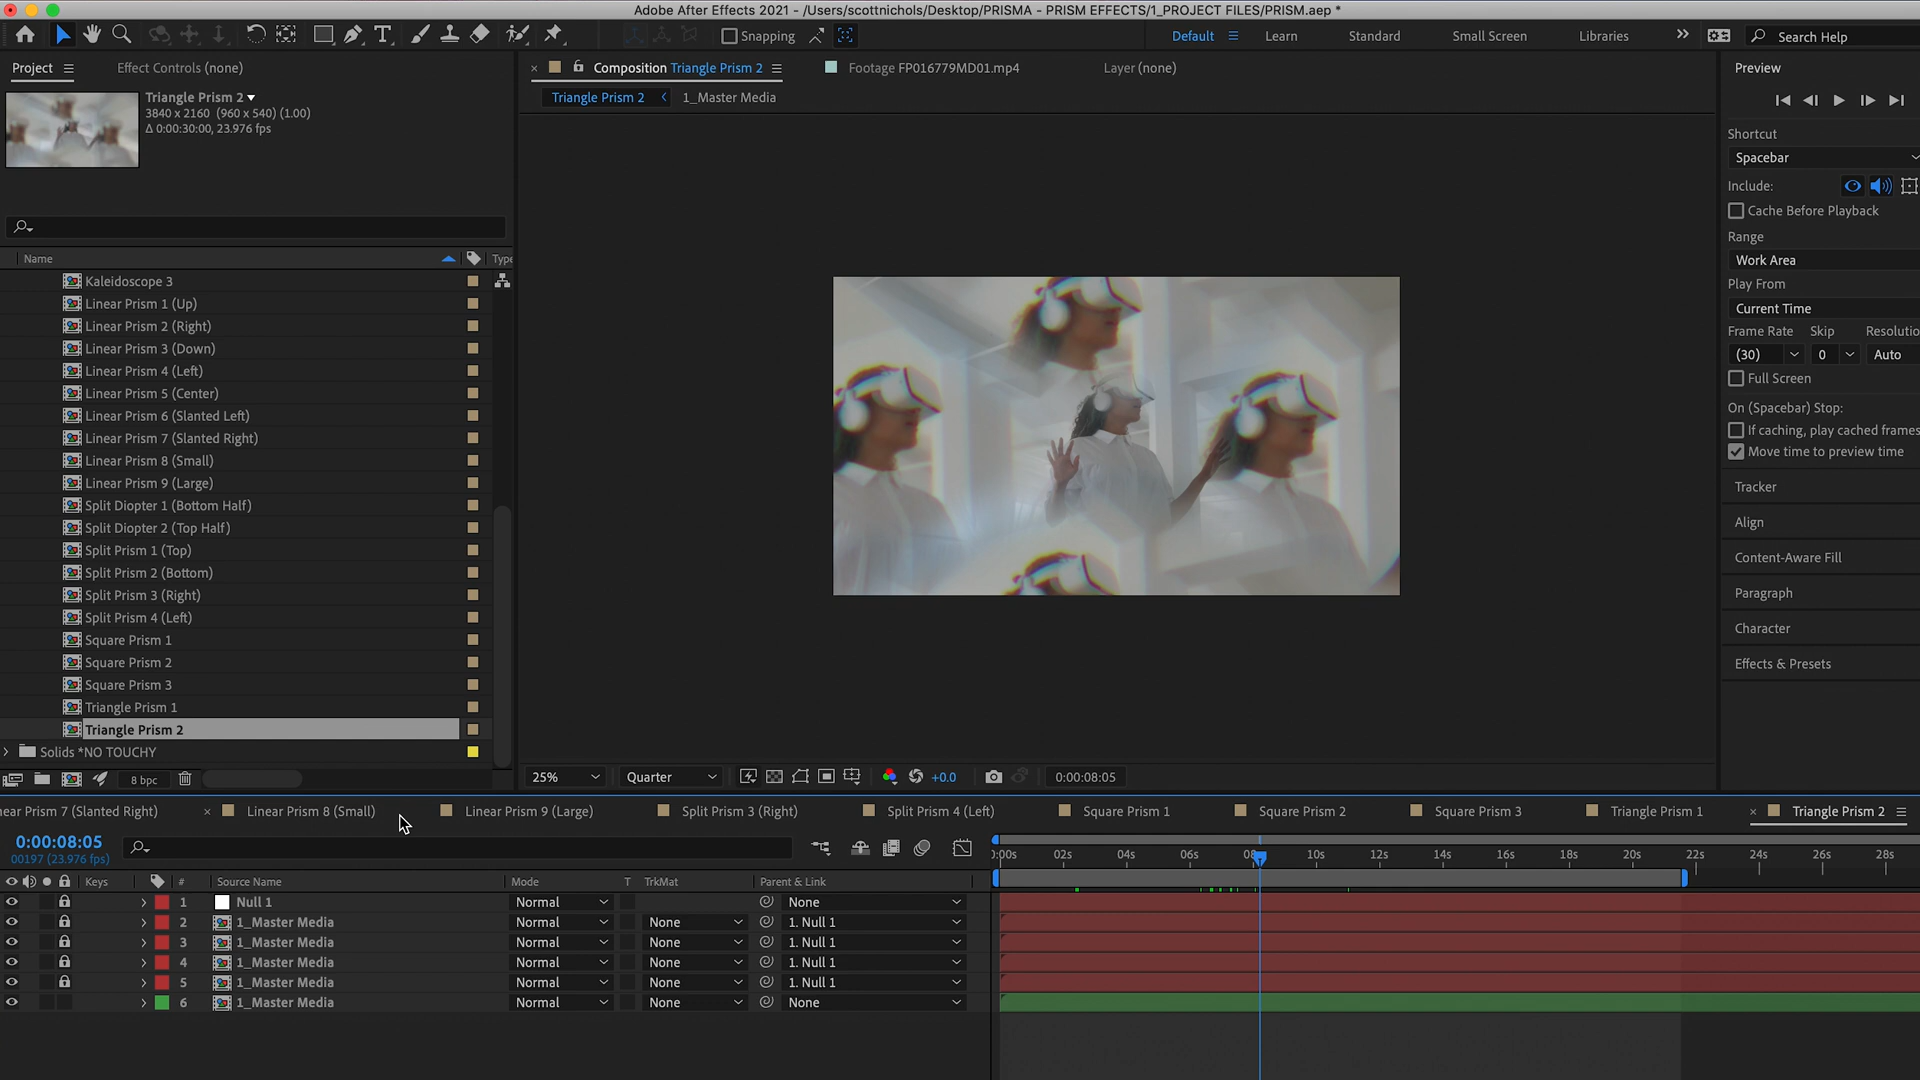 Adobe After Effects 2021 - /Users/scottnichols/Desktop/PRISMA - PRISM EFFECTS/1_PROJECT FILES/PRISM.aep *
Snapping
Default
Learn
Standard
Small Screen
Libraries
Search Help
Project
Effect Controls (none)
Composition Triangle Prism 2
Footage FP016779MD01.mp4
Layer (none)
Preview
Triangle Prism 2
3840 x 2160 (960 x 540) (1.00)
Δ 0:00:30:00, 23.976 fps
Triangle Prism 2
1_Master Media
Shortcut
Spacebar
Include:
Cache Before Playback
Range
Work Area
Play From
Current Time
Frame Rate
Skip
Resolutio
(30)
0
Auto
Full Screen
On (Spacebar) Stop:
If caching, play cached frames
Move time to preview time
Tracker
Align
Content-Aware Fill
Paragraph
Character
Effects & Presets
Name
Type
Kaleidoscope 3
Linear Prism 1 (Up)
Linear Prism 2 (Right)
Linear Prism 3 (Down)
Linear Prism 4 (Left)
Linear Prism 5 (Center)
Linear Prism 6 (Slanted Left)
Linear Prism 7 (Slanted Right)
Linear Prism 8 (Small)
Linear Prism 9 (Large)
Split Diopter 1 (Bottom Half)
Split Diopter 2 (Top Half)
Split Prism 1 (Top)
Split Prism 2 (Bottom)
Split Prism 3 (Right)
Split Prism 4 (Left)
Square Prism 1
Square Prism 2
Square Prism 3
Triangle Prism 1
Triangle Prism 2
Solids *NO TOUCHY
8 bpc
25%
Quarter
+0.0
0:00:08:05
near Prism 7 (Slanted Right)
Linear Prism 8 (Small)
Linear Prism 9 (Large)
Split Prism 3 (Right)
Split Prism 4 (Left)
Square Prism 1
Square Prism 2
Square Prism 3
Triangle Prism 1
Triangle Prism 2
0:00:08:05
00197 (23.976 fps)
0:00s 02s 04s 06s 08 10s 12s 14s 16s 18s 20s 22s 24s 26s 28s
Keys # Source Name Mode T TrkMat Parent & Link
1 Null 1 Normal None
2 1_Master Media Normal None 1. Null 1
3 1_Master Media Normal None 1. Null 1
4 1_Master Media Normal None 1. Null 1
5 1_Master Media Normal None 1. Null 1
6 1_Master Media Normal None None